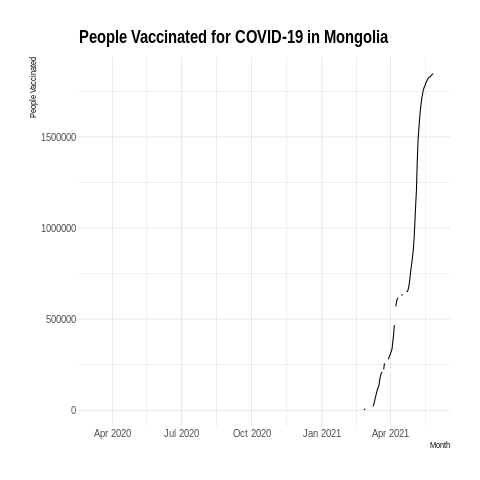 People Vaccinated for COVID-19 in Mongolia
People Vaccinated
1500000
1000000
500000
0
Apr 2020 Jul 2020 Oct 2020 Jan 2021 Apr 2021
Month